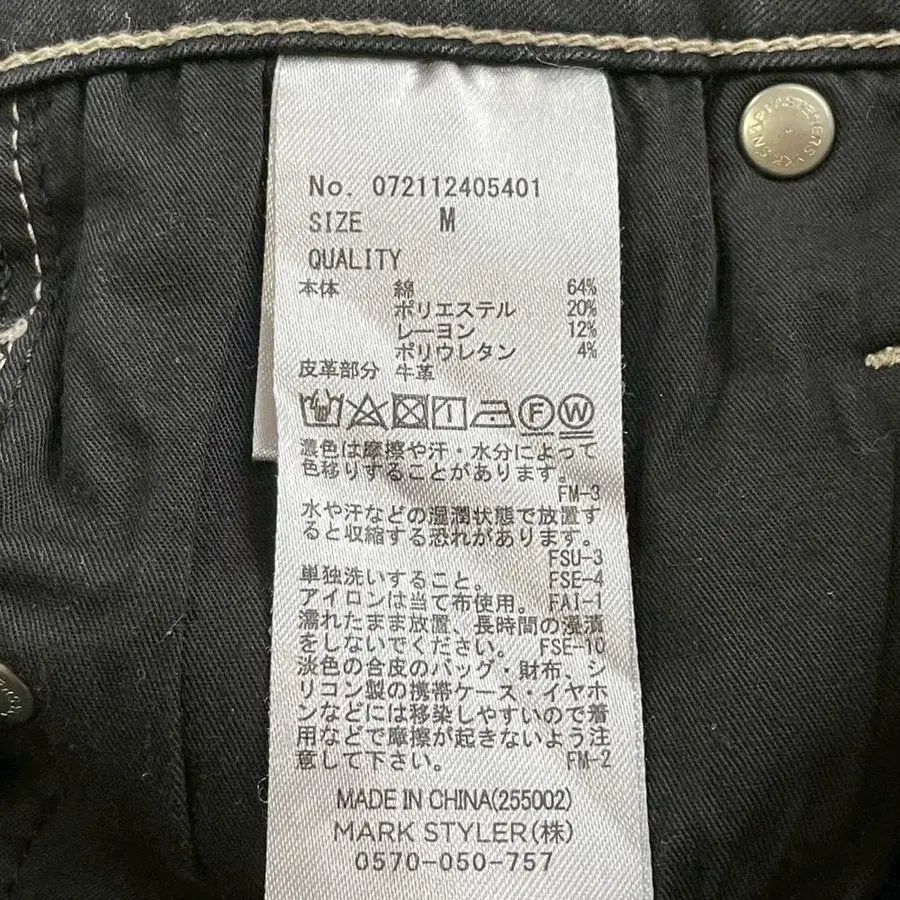 SNAP FASTENERS YKK
No. 072112405401
SIZE M
QUALITY
本体 綿 64%
ポリエステル 20%
レーヨン 12%
ポリウレタン 4%
皮革部分 牛革
F W
濃色は摩擦や汗・水分によって
色移りすることがあります。
FM-3
水や汗などの湿潤状態で放置す
ると収縮する恐れがあります。
FSU-3
単独洗いすること。 FSE-4
アイロンは当て布使用。 FAI-1
濡れたまま放置、長時間の浸漬
をしないでください。 FSE-10
淡色の合皮のバッグ・財布、シ
リコン製の携帯ケース・イヤホ
ンなどには移染しやすいので着
用などで摩擦が起きないよう注
意して下さい。 FM-2
MADE IN CHINA(255002)
MARK STYLER(株)
0570-050-757